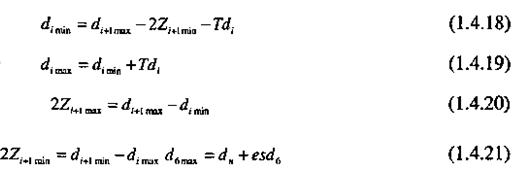 d_{i min} = d_{i+1 max} − 2Z_{i+1 min} − Td_i (1.4.18)
d_{i max} = d_{i min} + Td_i (1.4.19)
2Z_{i+1 max} = d_{i+1 max} − d_{i min} (1.4.20)
2Z_{i+1 min} = d_{i+1 min} − d_{i max} d_{6 max} = d_н + esd_6 (1.4.21)